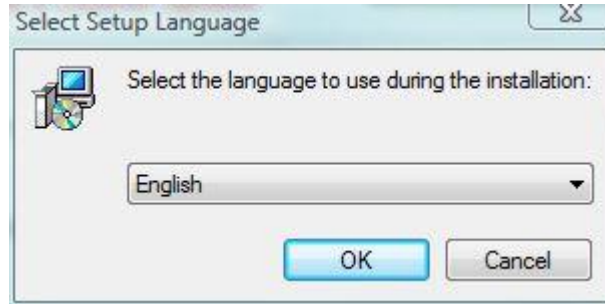 Select Setup Language
Select the language to use during the installation:
English
OK
Cancel